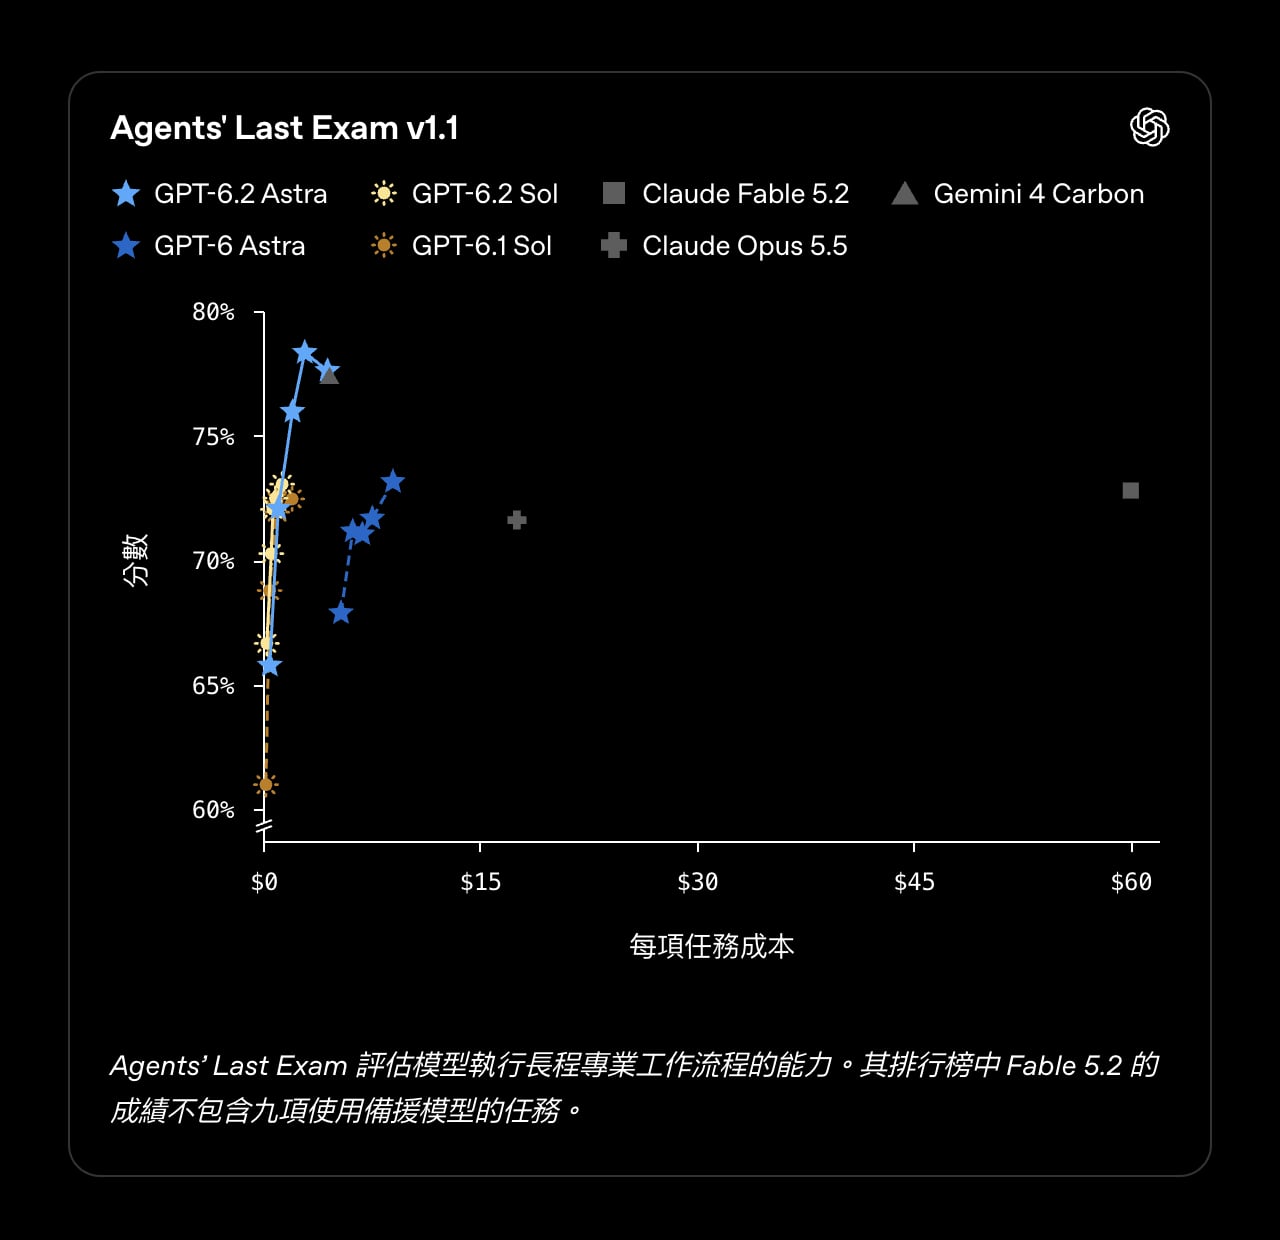 Agents' Last Exam v1.1
GPT-6.2 Astra
GPT-6.2 Sol
Claude Fable 5.2
Gemini 4 Carbon
GPT-6 Astra
GPT-6.1 Sol
Claude Opus 5.5
80%
75%
70%
65%
60%
分數
$0
$15
$30
$45
$60
每項任務成本
Agents’ Last Exam 評估模型執行長程專業工作流程的能力。其排行榜中 Fable 5.2 的
成績不包含九項使用備援模型的任務。